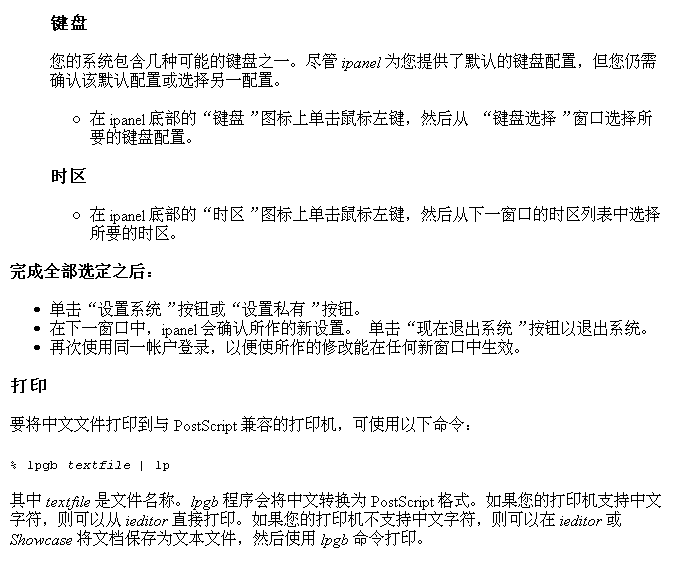 键盘
您的系统包含几种可能的键盘之一。尽管 ipanel 为您提供了默认的键盘配置，但您仍需
确认该默认配置或选择另一配置。
在 ipanel 底部的“键盘 ”图标上单击鼠标左键，然后从 “键盘选择 ”窗口选择所
要的键盘配置。
时区
在 ipanel 底部的“时区 ”图标上单击鼠标左键，然后从下一窗口的时区列表中选择
所要的时区。
完成全部选定之后：
单击“设置系统 ”按钮或“设置私有 ”按钮。
在下一窗口中，ipanel 会确认所作的新设置。 单击“现在退出系统 ”按钮以退出系统。
再次使用同一帐户登录，以便使所作的修改能在任何新窗口中生效。
打印
要将中文文件打印到与 PostScript 兼容的打印机，可使用以下命令：
% lpgb textfile | lp
其中 textfile 是文件名称。lpgb 程序会将中文转换为 PostScript 格式。如果您的打印机支持中文
字符，则可以从 ieditor 直接打印。如果您的打印机不支持中文字符，则可以在 ieditor 或
Showcase 将文档保存为文本文件，然后使用 lpgb 命令打印。